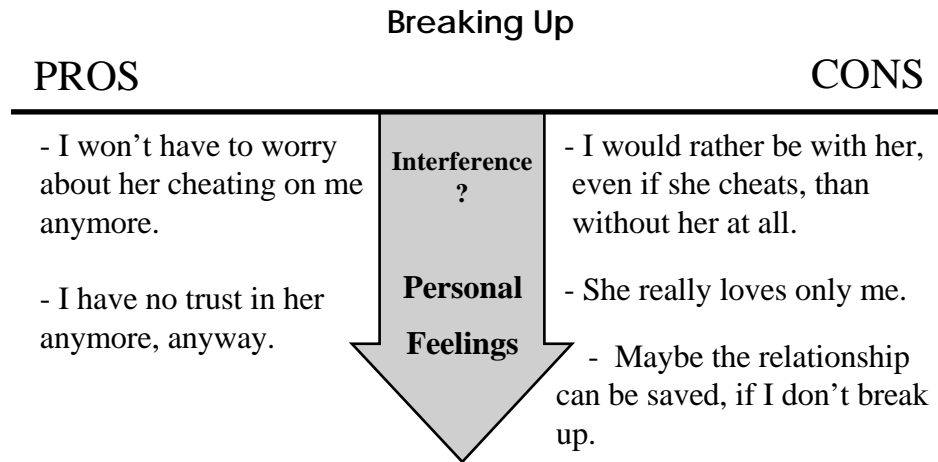 Breaking Up
PROS
CONS
- I won’t have to worry
about her cheating on me
anymore.
- I have no trust in her
anymore, anyway.
Interference
?
Personal
Feelings
- I would rather be with her,
even if she cheats, than
without her at all.
- She really loves only me.
- Maybe the relationship
can be saved, if I don’t break
up.